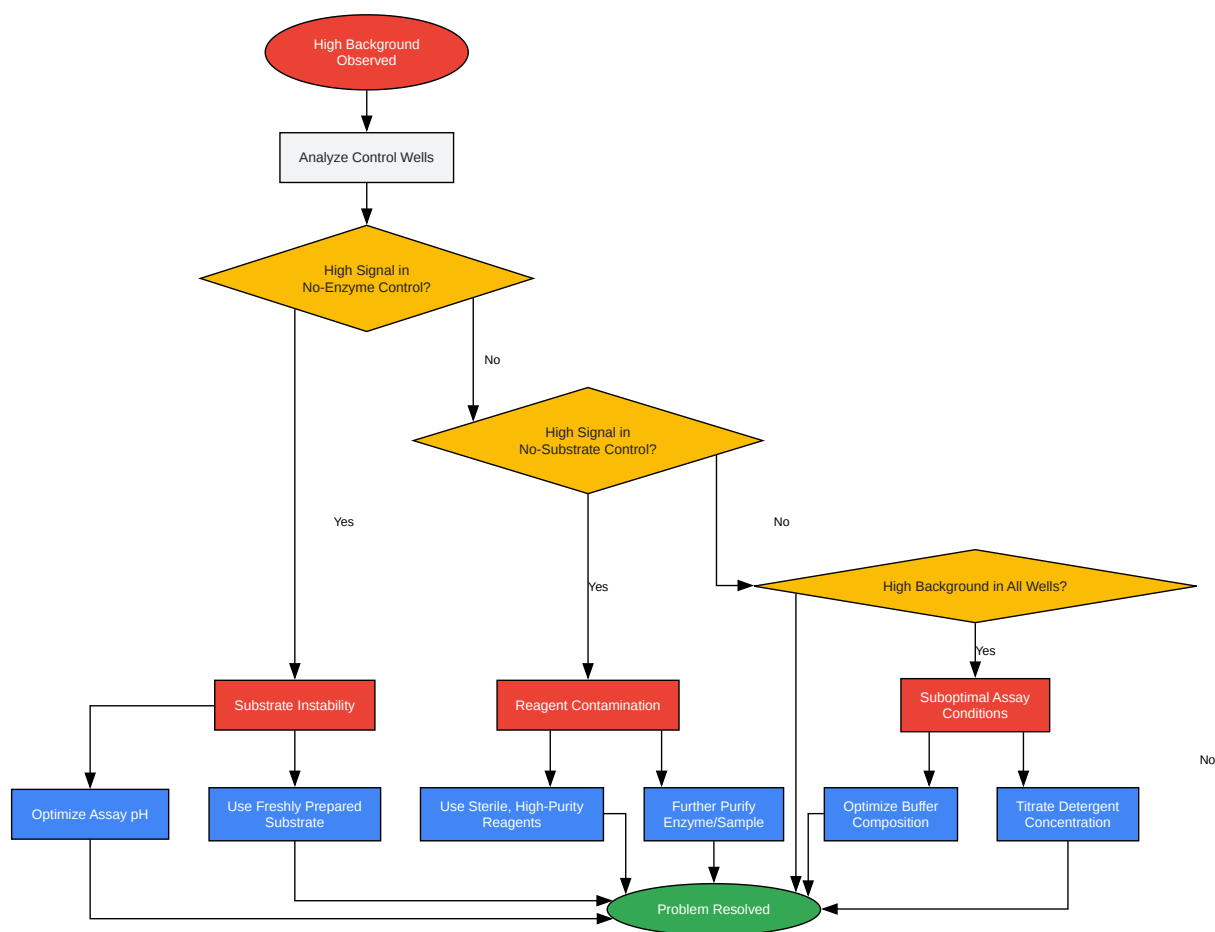 High Background
Observed
Analyze Control Wells
High Signal in
No-Enzyme Control?
No
High Signal in
No-Substrate Control?
Yes
No
Yes
High Background in All Wells?
Yes
Substrate Instability
Reagent Contamination
Suboptimal Assay
Conditions
No
Optimize Assay pH
Use Freshly Prepared
Substrate
Use Sterile, High-Purity
Reagents
Further Purify
Enzyme/Sample
Optimize Buffer
Composition
Titrate Detergent
Concentration
Problem Resolved